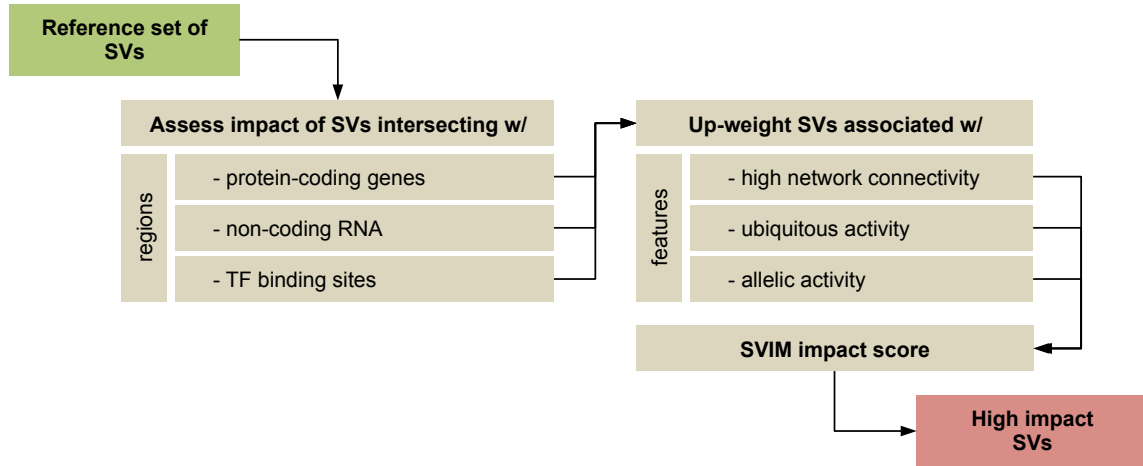 Reference set of
SVs
Assess impact of SVs intersecting w/
regions
- protein-coding genes
- non-coding RNA
- TF binding sites
Up-weight SVs associated w/
features
- high network connectivity
- ubiquitous activity
- allelic activity
SVIM impact score
High impact
SVs